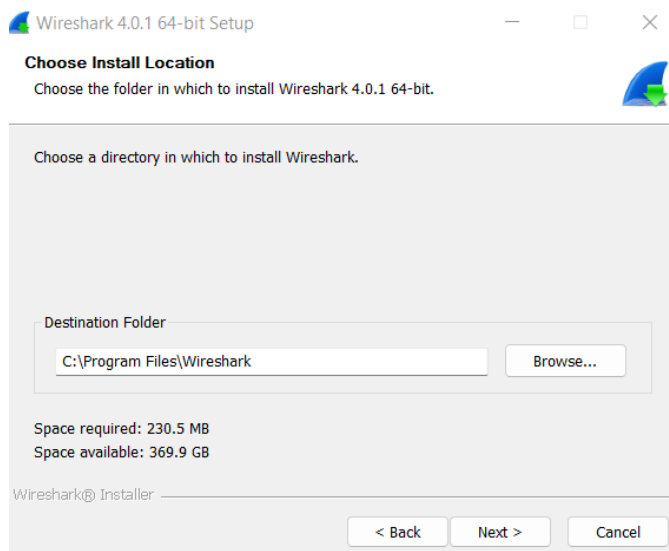 Wireshark 4.0.1 64-bit Setup
Choose Install Location
Choose the folder in which to install Wireshark 4.0.1 64-bit.
Choose a directory in which to install Wireshark.
Destination Folder
C:\Program Files\Wireshark
Browse...
Space required: 230.5 MB
Space available: 369.9 GB
Wireshark® Installer
< Back Next > Cancel